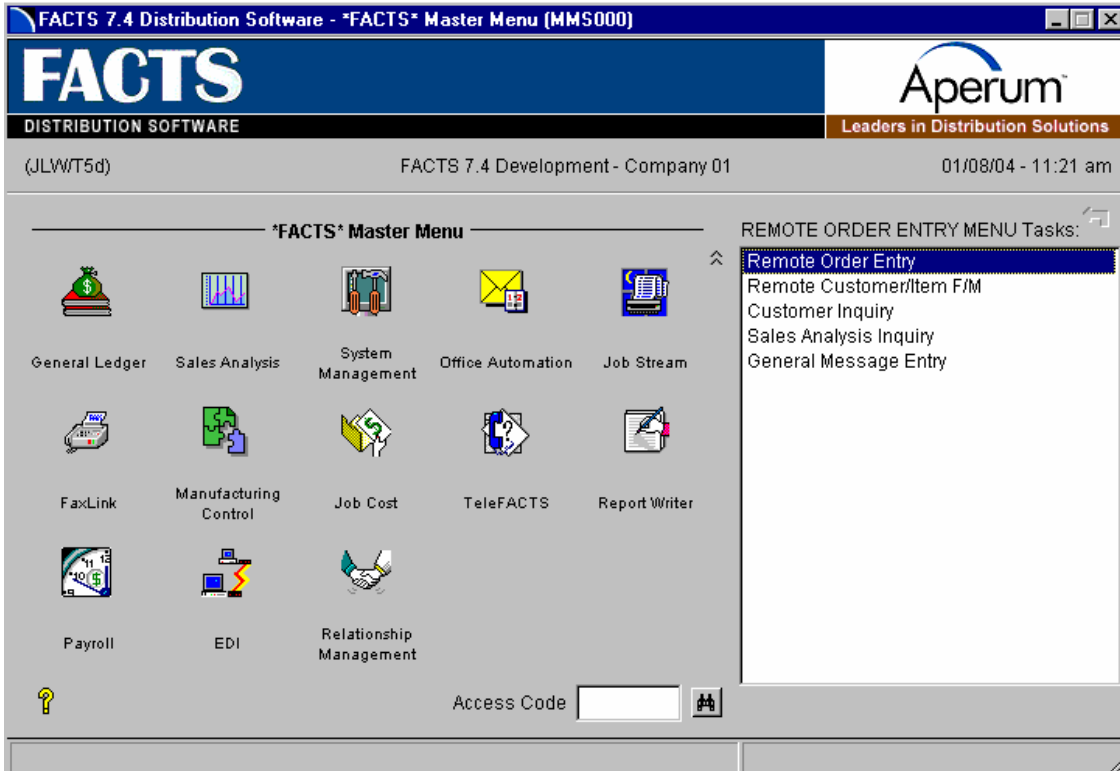 FACTS 7.4 Distribution Software - *FACTS* Master Menu (MMS000)
FACTS
DISTRIBUTION SOFTWARE
Aperum™
Leaders in Distribution Solutions
(JLW/T5d)
FACTS 7.4 Development - Company 01
01/08/04 - 11:21 am
*FACTS* Master Menu
General Ledger
Sales Analysis
System
Management
Office Automation
Job Stream
FaxLink
Manufacturing
Control
Job Cost
TeleFACTS
Report Writer
Payroll
EDI
Relationship
Management
Access Code
REMOTE ORDER ENTRY MENU Tasks:
Remote Order Entry
Remote Customer/Item F/M
Customer Inquiry
Sales Analysis Inquiry
General Message Entry